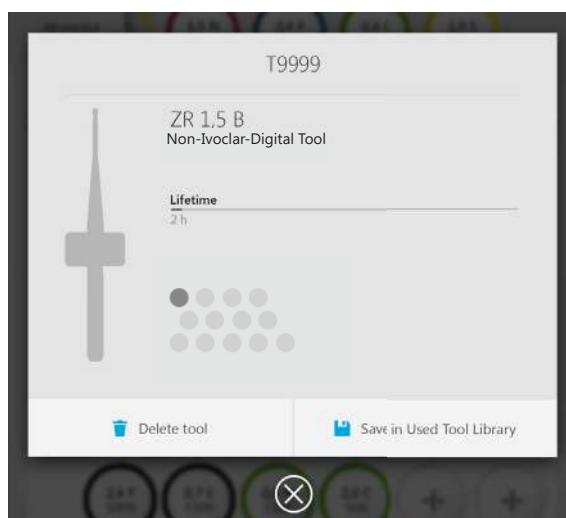 T9999
ZR 1,5 B
Non-Ivoclar-Digital Tool
Lifetime
2 h
Delete tool
Save in Used Tool Library